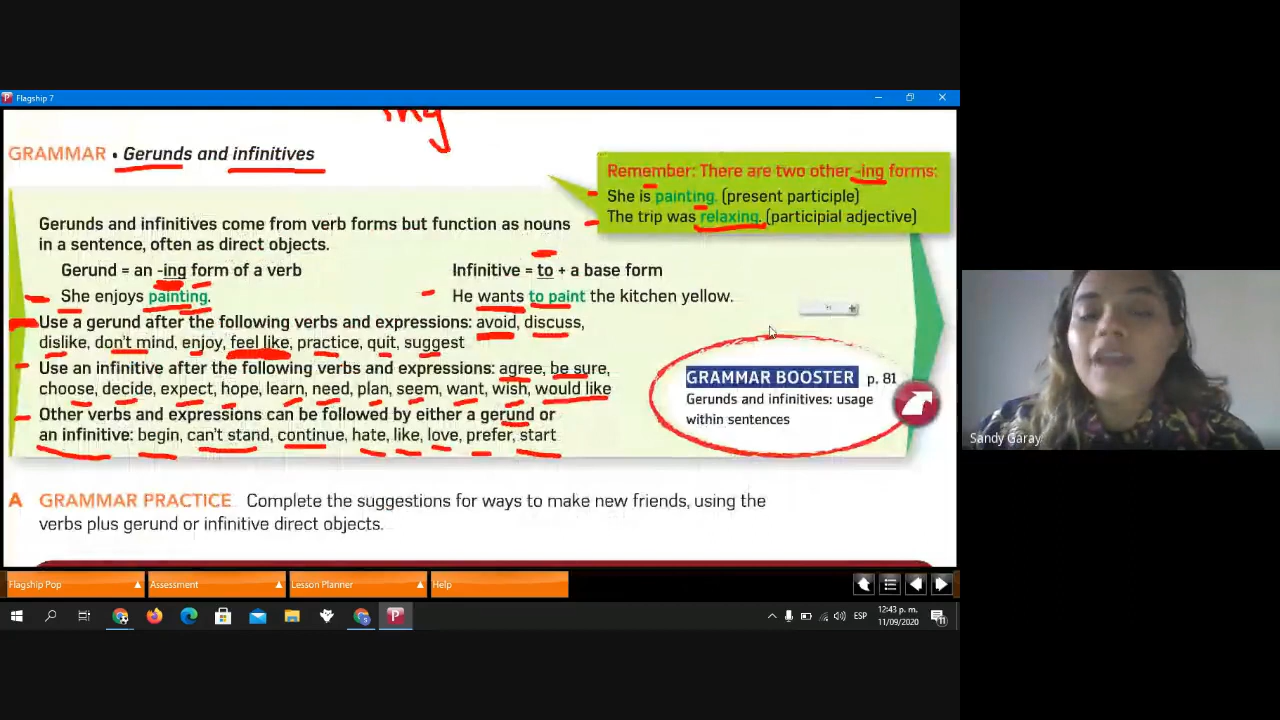 Flagship 7
ing
GRAMMAR • Gerunds and infinitives
Remember: There are two other -ing forms:
She is painting. (present participle)
The trip was relaxing. (participial adjective)
Gerunds and infinitives come from verb forms but function as nouns
in a sentence, often as direct objects.
Gerund = an -ing form of a verb
Infinitive = to + a base form
She enjoys painting.
He wants to paint the kitchen yellow.
Use a gerund after the following verbs and expressions: avoid, discuss,
dislike, don't mind, enjoy, feel like, practice, quit, suggest
Use an infinitive after the following verbs and expressions: agree, be sure,
choose, decide, expect, hope, learn, need, plan, seem, want, wish, would like
Other verbs and expressions can be followed by either a gerund or
an infinitive: begin, can't stand, continue, hate, like, love, prefer, start
GRAMMAR BOOSTER p. 81
Gerunds and infinitives: usage
within sentences
A GRAMMAR PRACTICE Complete the suggestions for ways to make new friends, using the
verbs plus gerund or infinitive direct objects.
Sandy Garay
Flagship Pop
Assessment
Lesson Planner
Help
ESP
12:43 p. m.
11/09/2020